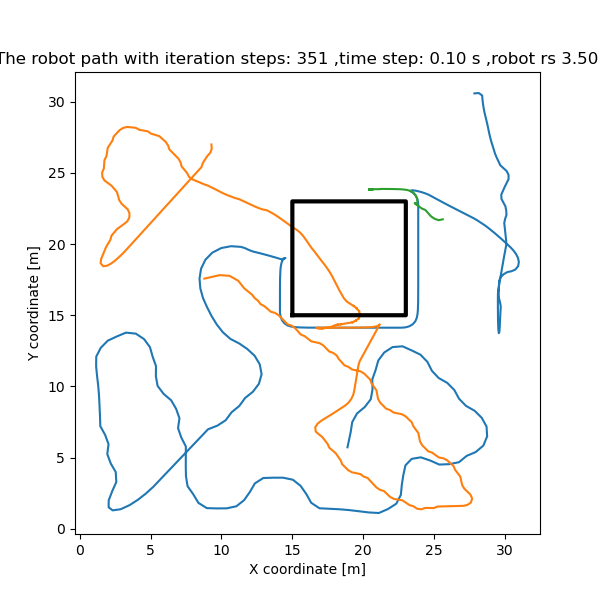 The robot path with iteration steps: 351 ,time step: 0.10 s ,robot rs 3.50
30
25
20
15
10
5
0
Y coordinate [m]
0 5 10 15 20 25 30
X coordinate [m]